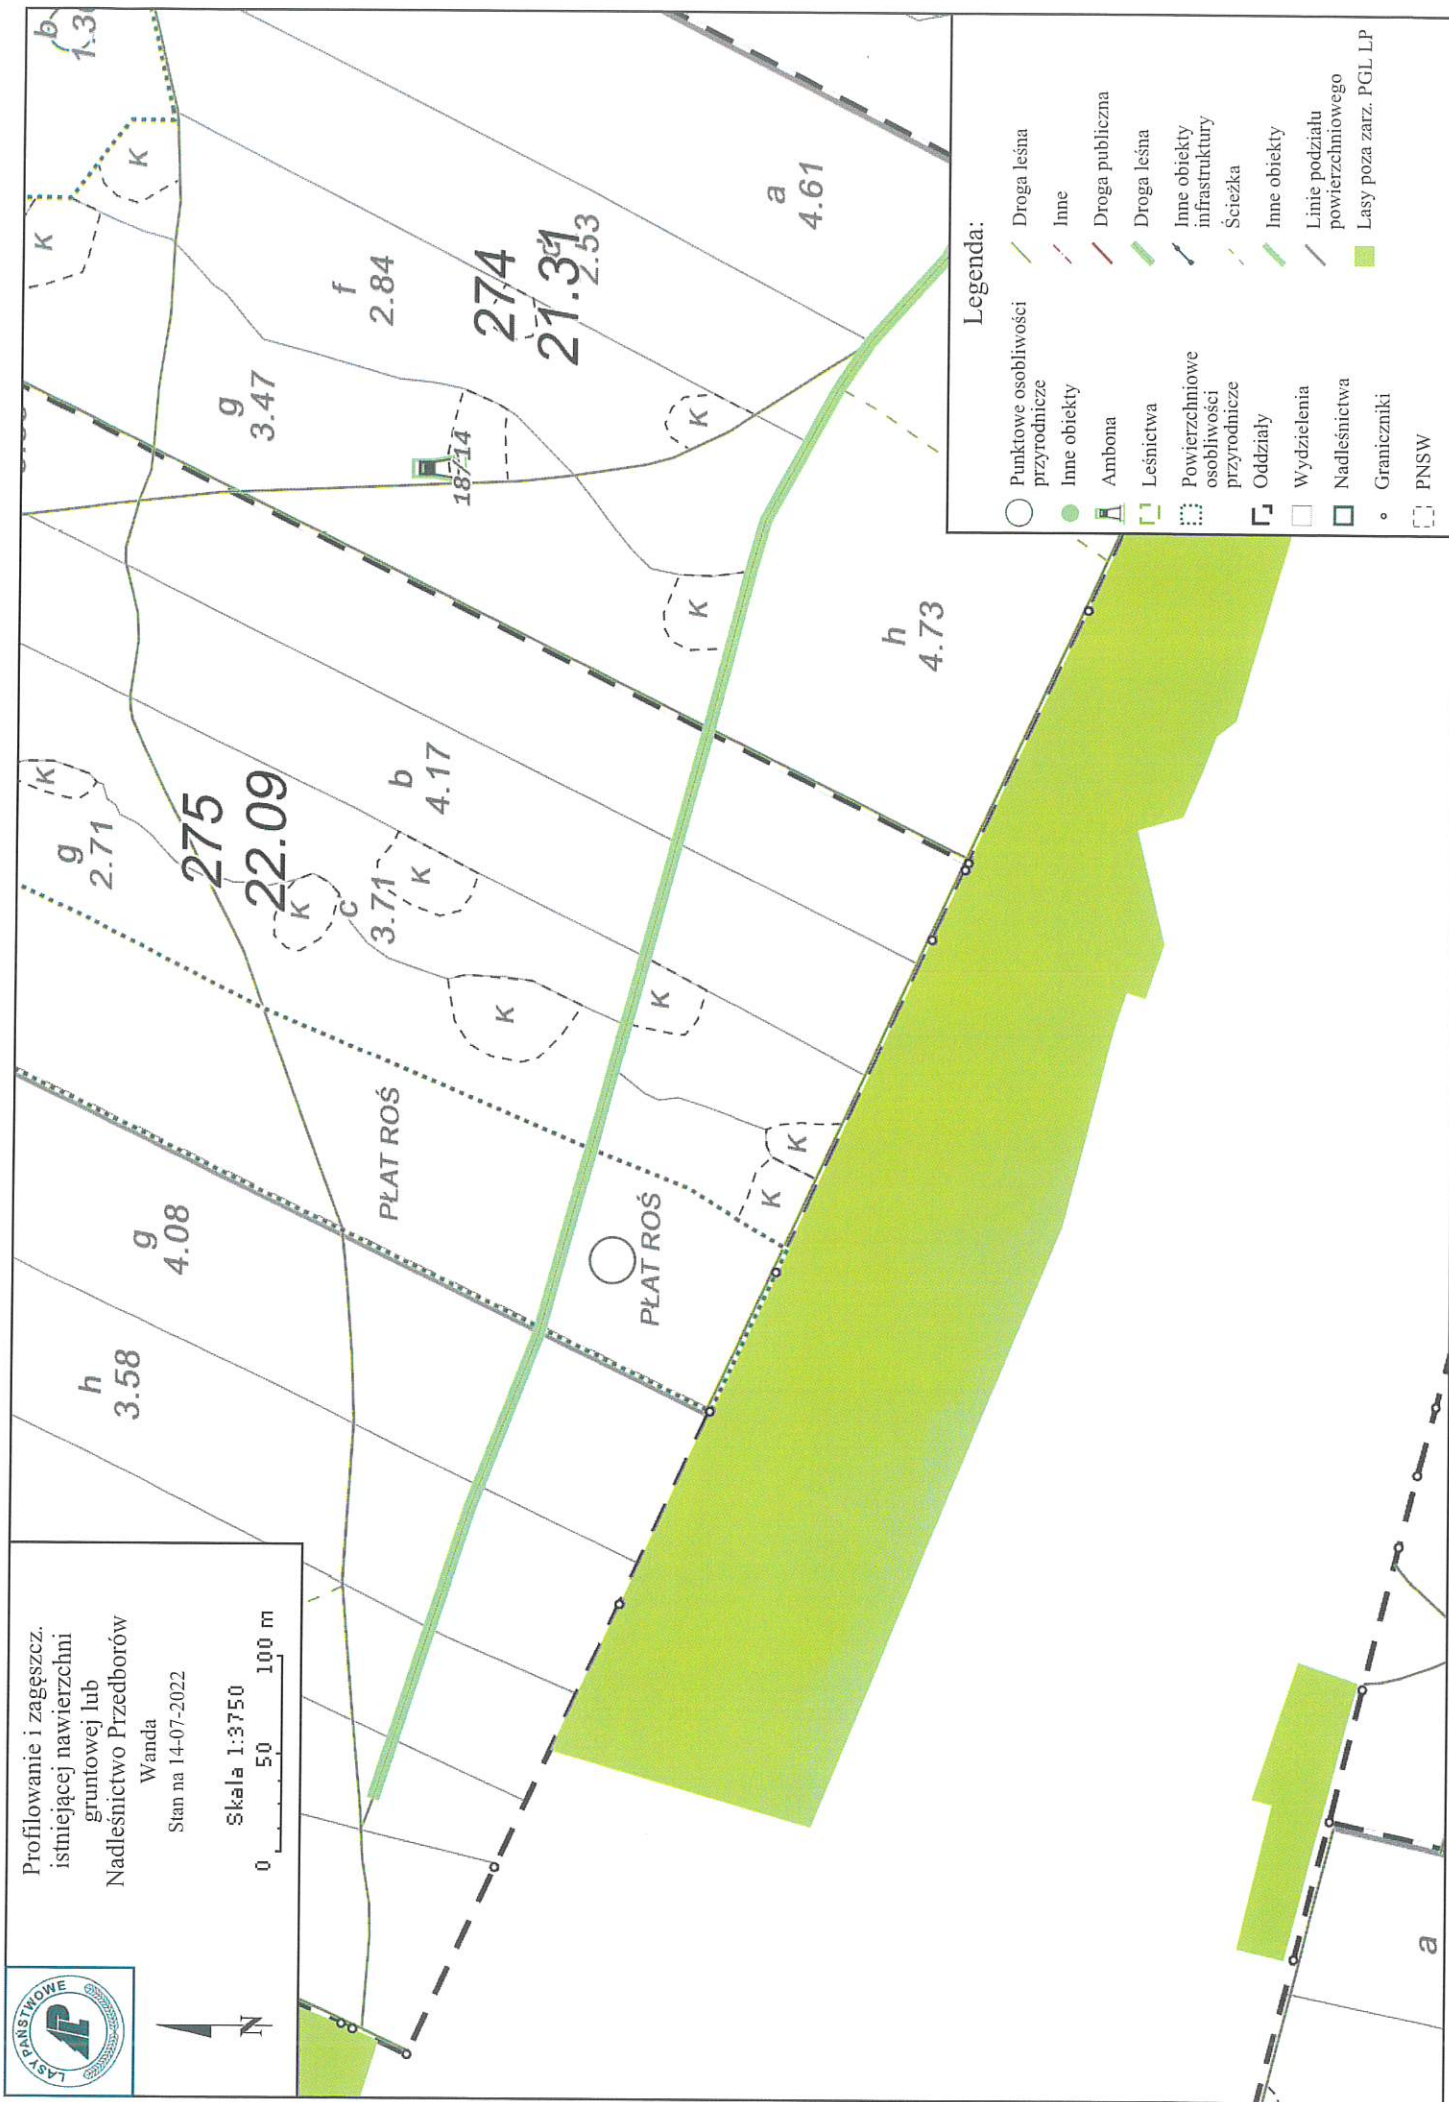 LASY PAŃSTWOWE
Profilowanie i zagęszcz.
istniejącej nawierzchni
gruntowej lub
Nadleśnictwo Przedborów
Wanda
Stan na 14-07-2022
Skala 1:3750
0 50 100 m
N
h
3.58
g
4.08
PŁAT ROŚ
PŁAT ROŚ
g
2.71
K
275
22.09
K
c
3.71
K
b
4.17
K
K
K
K
g
3.47
18714
f
2.84
K
K
274
21.31
2.53
K
K
b
a
4.61
h
4.73
a
Legenda:
Punktowe osobliwości
przyrodnicze
Inne obiekty
Ambona
Leśnictwa
Powierzchniowe
osobliwości
przyrodnicze
Oddziały
Wydzielenia
Nadleśnictwa
Graniczniki
PNSW
Droga leśna
Inne
Droga publiczna
Droga leśna
Inne obiekty
infrastruktury
Ścieżka
Inne obiekty
Linie podziału
powierzchniowego
Lasy poza zarz. PGL LP